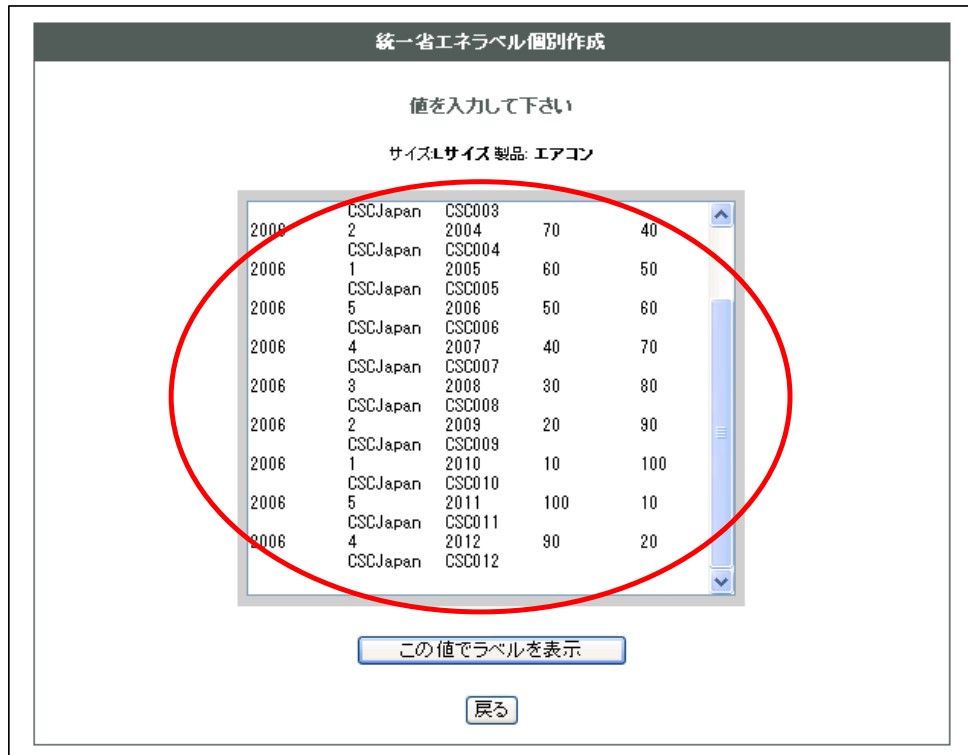 統一省エネラベル個別作成
値を入力して下さい
サイズ:Lサイズ 製品: エアコン
CSCJapan CSC003
2006 2 2004 70 40
CSCJapan CSC004
2006 1 2005 60 50
CSCJapan CSC005
2006 5 2006 50 60
CSCJapan CSC006
2006 4 2007 40 70
CSCJapan CSC007
2006 3 2008 30 80
CSCJapan CSC008
2006 2 2009 20 90
CSCJapan CSC009
2006 1 2010 10 100
CSCJapan CSC010
2006 5 2011 100 10
CSCJapan CSC011
2006 4 2012 90 20
CSCJapan CSC012
この値でラベルを表示
戻る